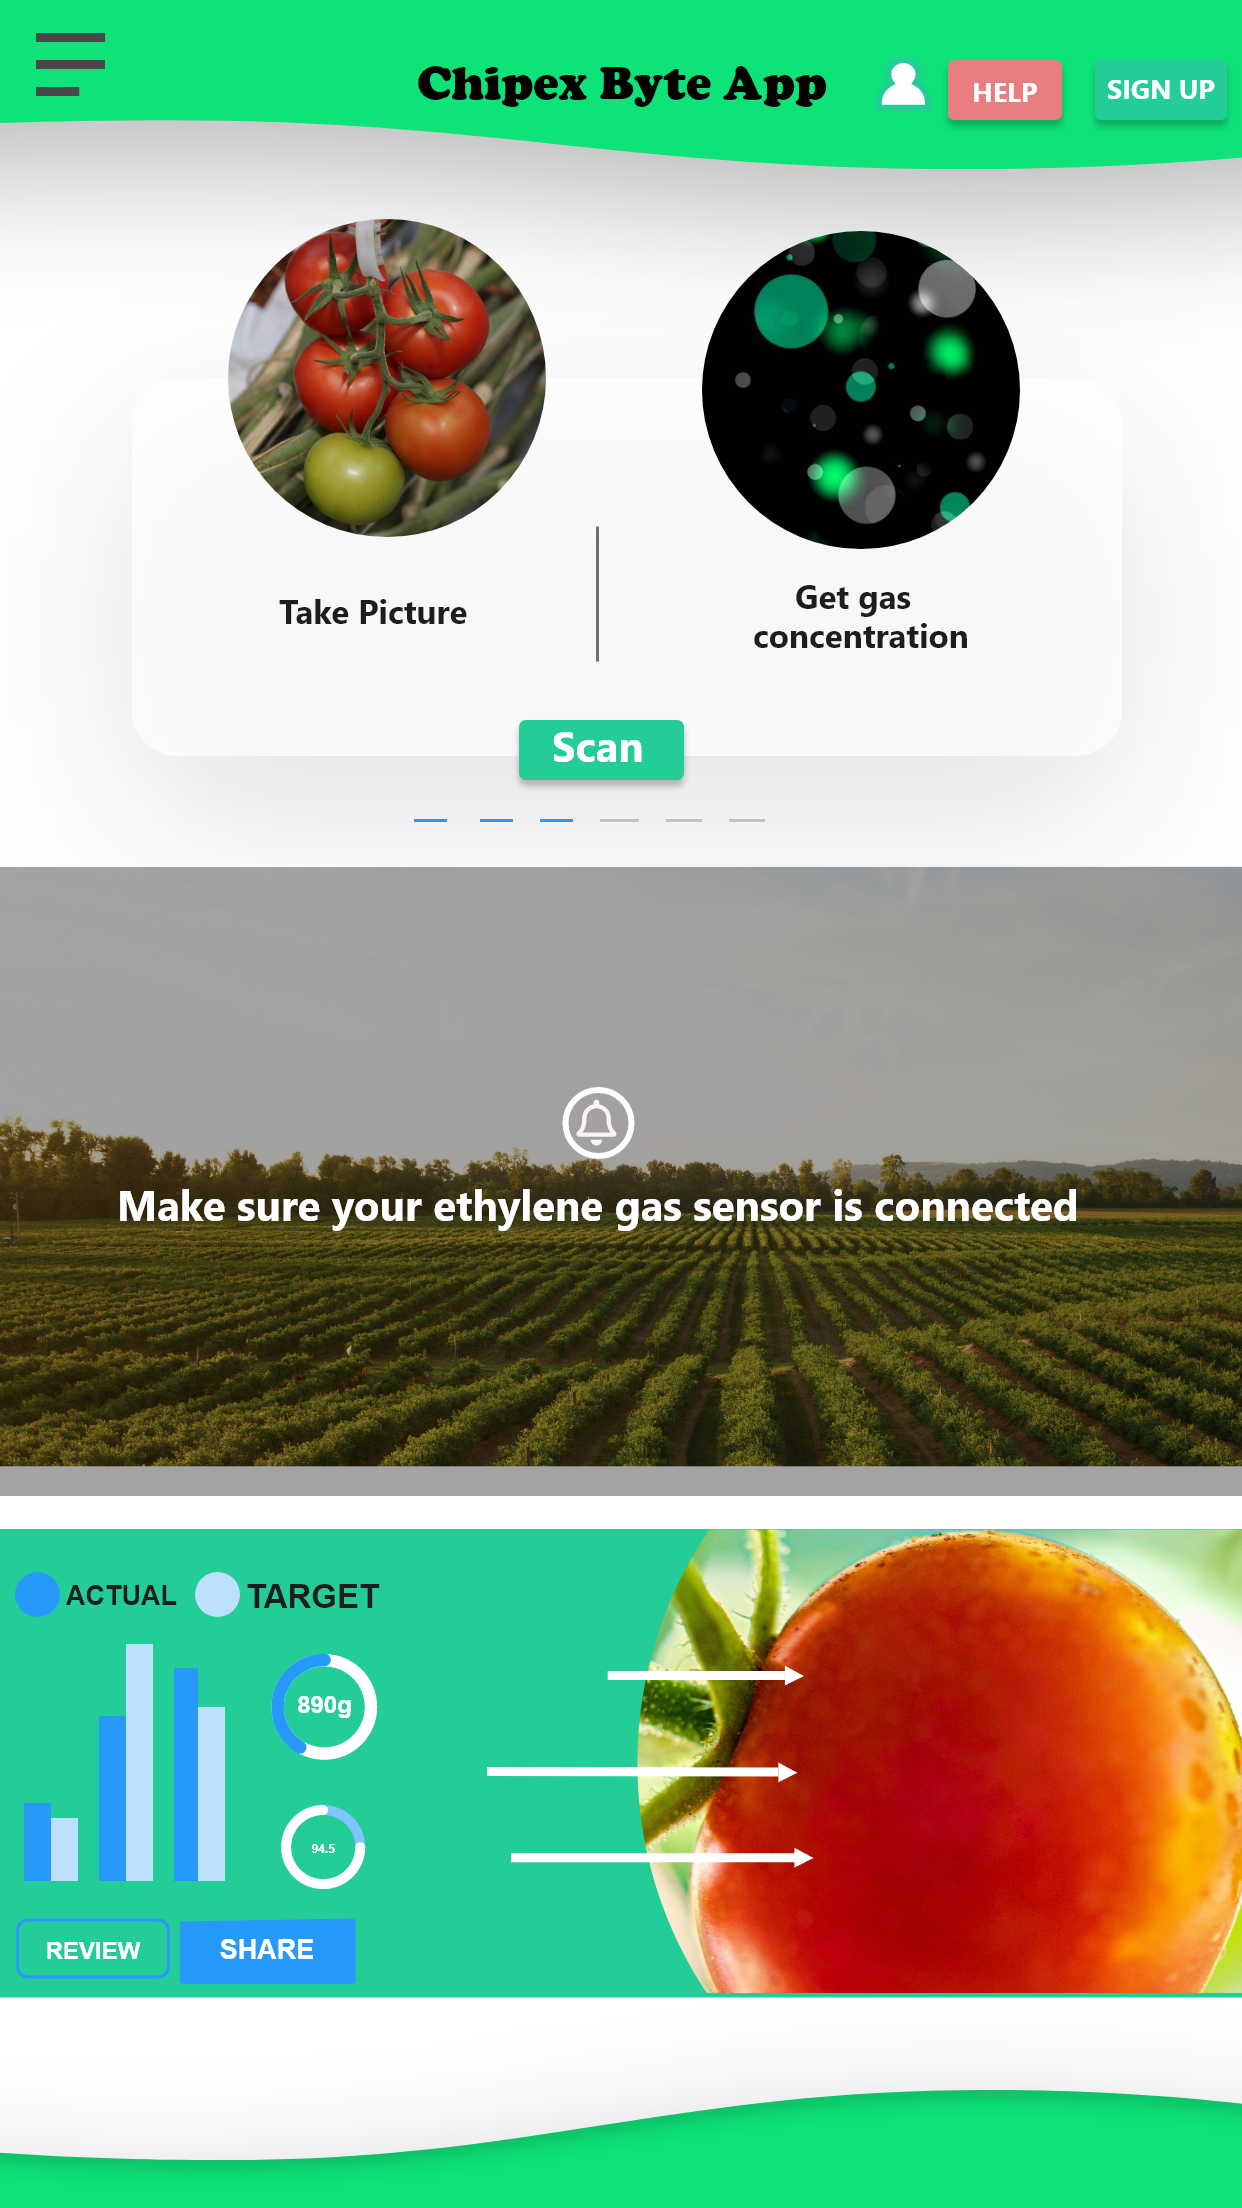 Chipex Byte App
HELP
SIGN UP
Take Picture
Get gas
concentration
Scan
Make sure your ethylene gas sensor is connected
ACTUAL
TARGET
890g
94.5
REVIEW
SHARE